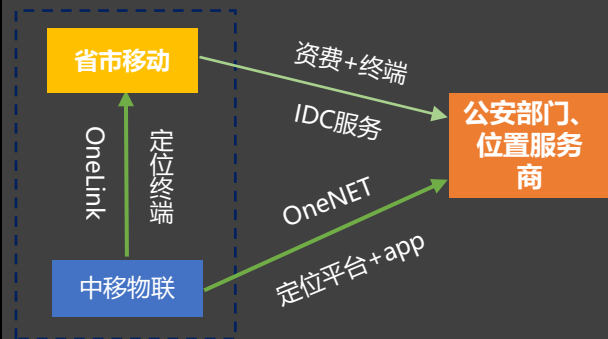 省市移动
资费+终端
IDC服务
公安部门、
位置服务
商
OneLink
定位终端
OneNET
定位平台+app
中移物联